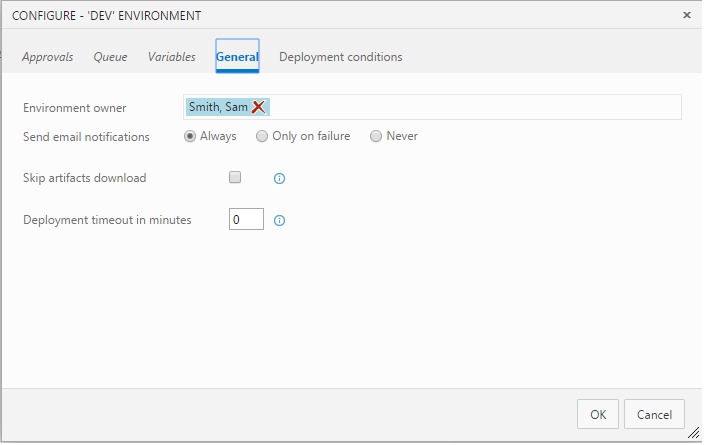 CONFIGURE - 'DEV' ENVIRONMENT
Approvals Queue Variables General Deployment conditions
Environment owner Smith, Sam
Send email notifications Always Only on failure Never
Skip artifacts download
Deployment timeout in minutes 0
OK Cancel